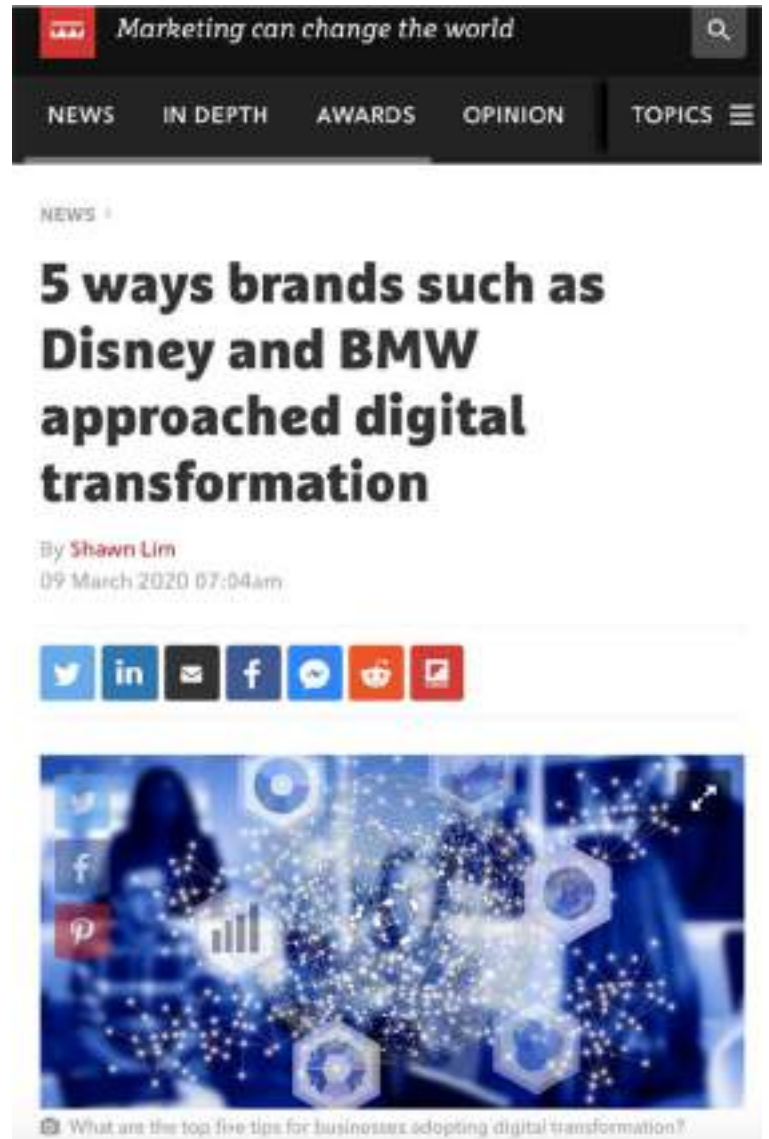 Marketing can change the world
NEWS IN DEPTH AWARDS OPINION TOPICS
NEWS
5 ways brands such as
Disney and BMW
approached digital
transformation
By Shawn Lim
09 March 2020 07:04am
in
f
f
What are the top five tips for businesses adopting digital transformation?